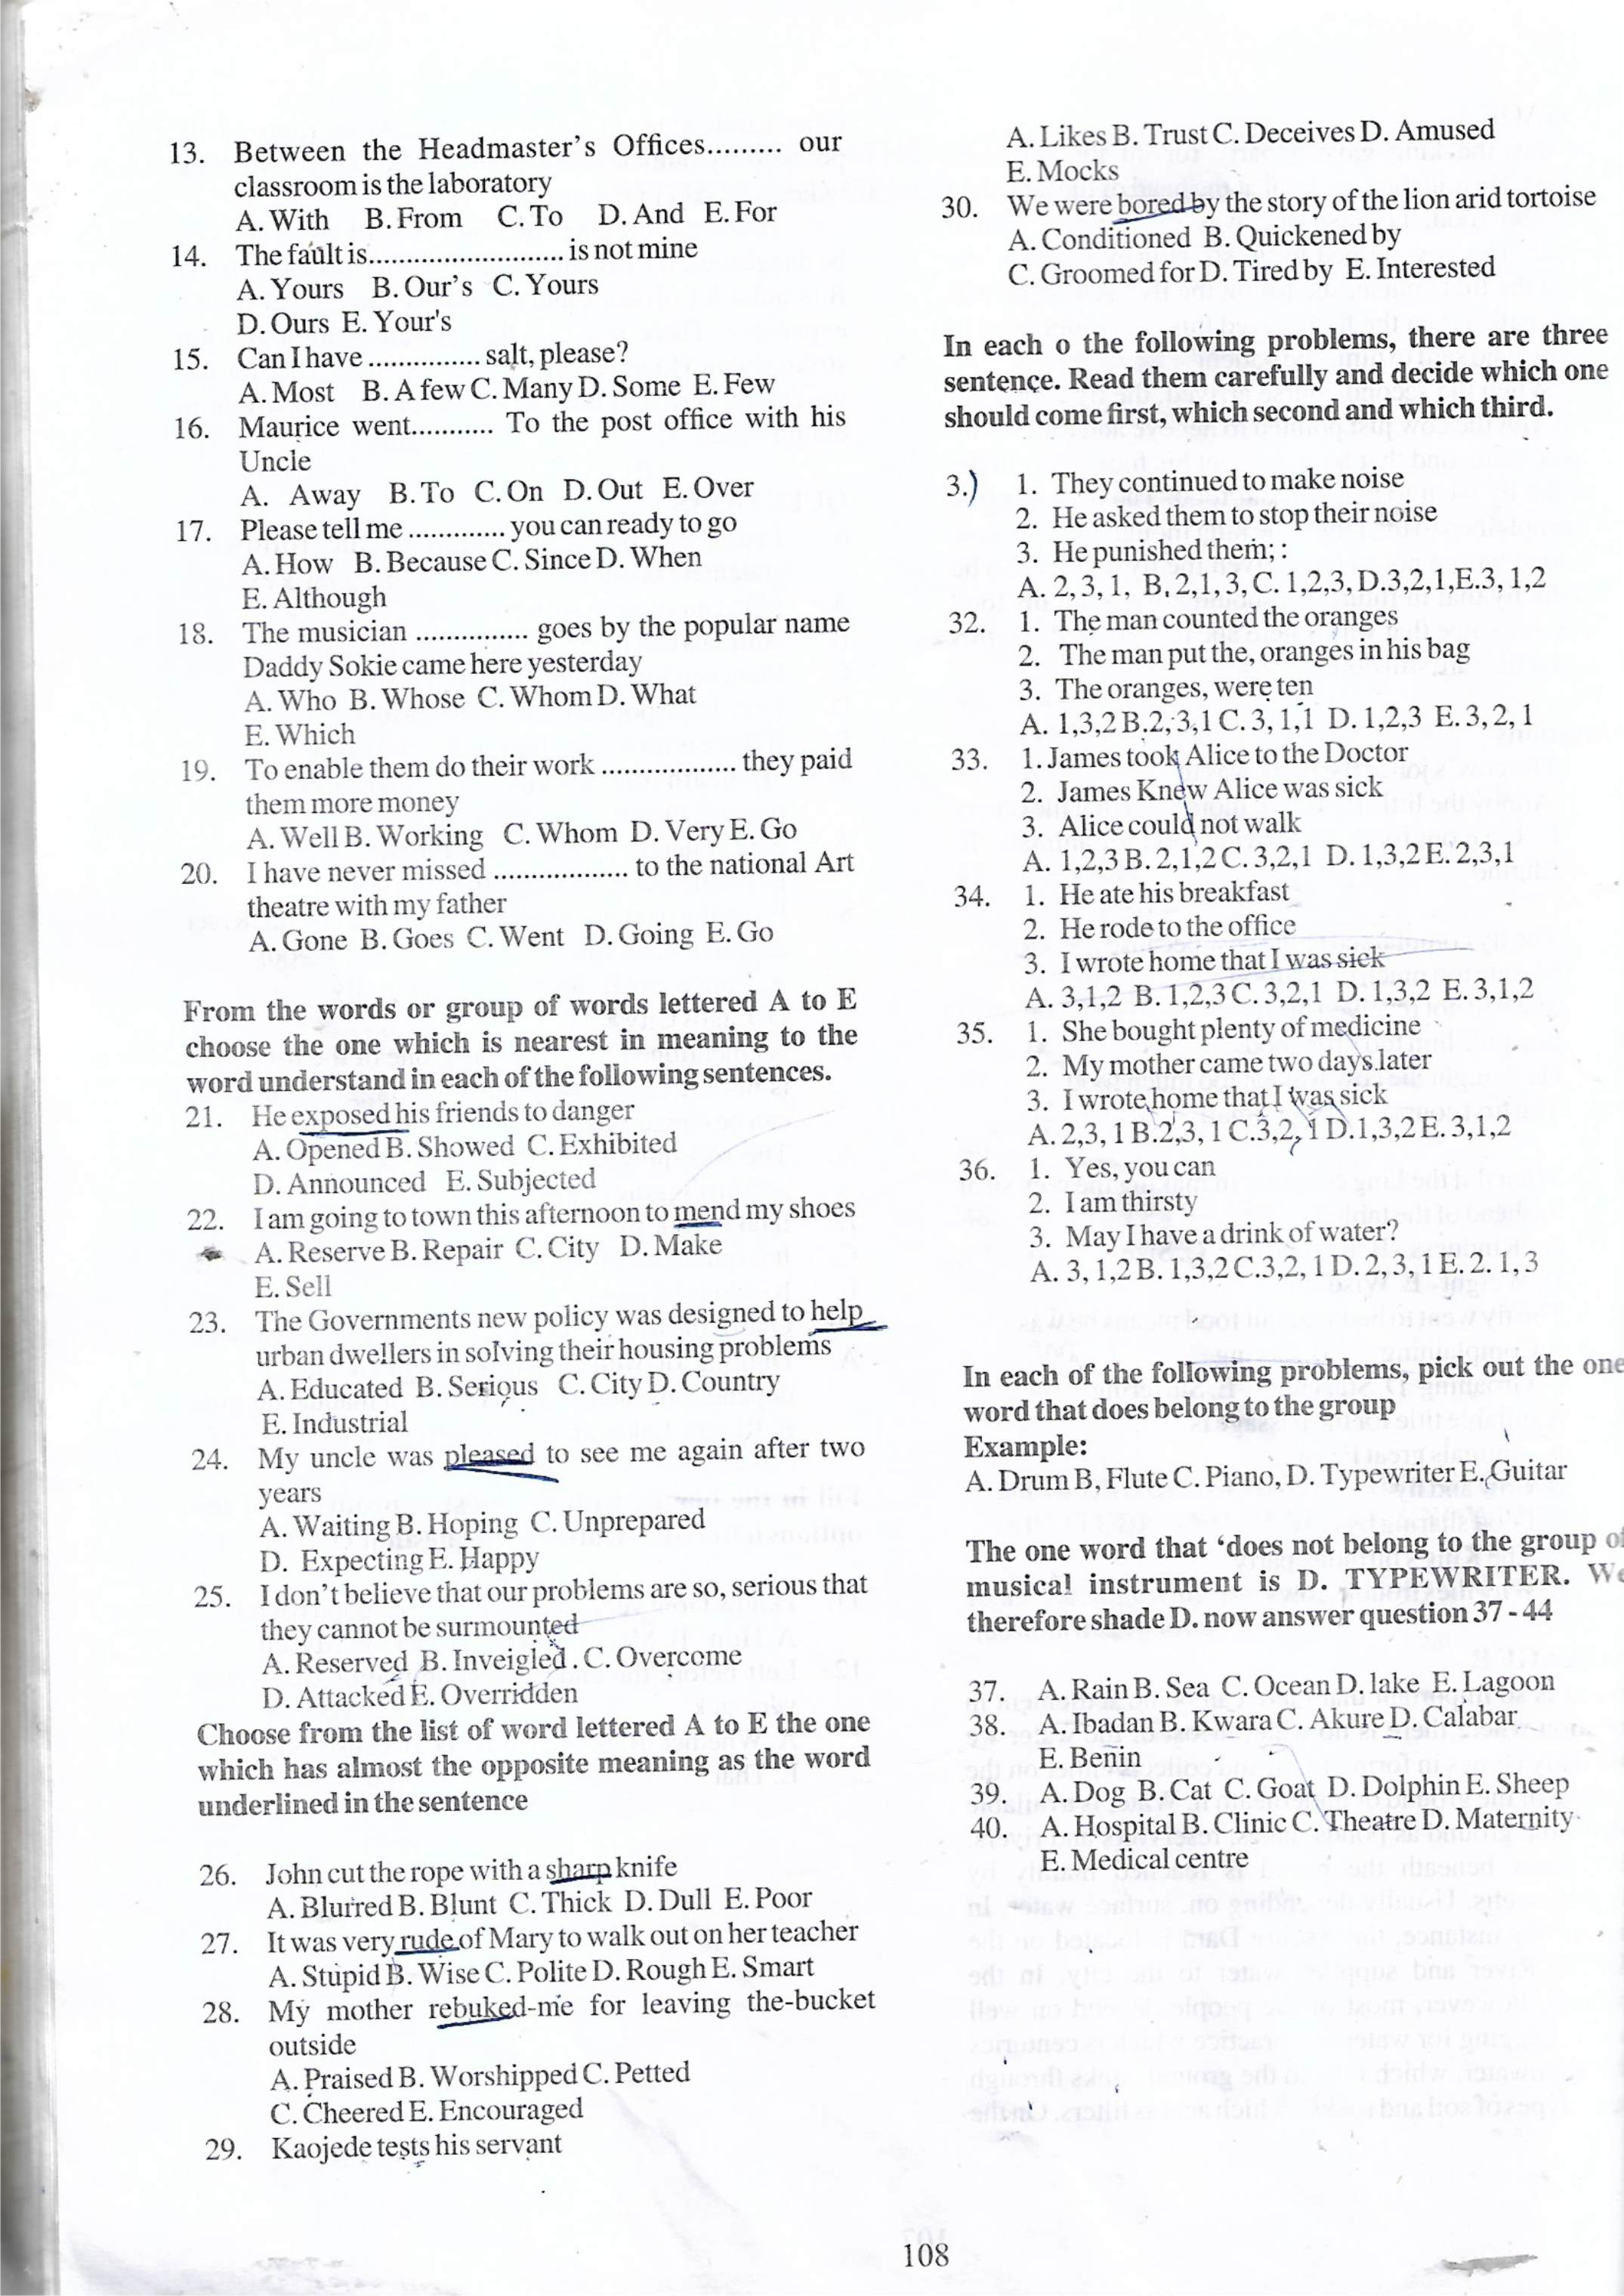 13. Between the Headmaster's Offices......... our
classroom is the laboratory
A. With B. From C. To D. And E. For
14. The fault is.......................... is not mine
A. Yours B. Our's C. Yours
D. Ours E. Your's
15. Can I have ............... salt, please?
A. Most B. A few C. Many D. Some E. Few
16. Maurice went........... To the post office with his
Uncle
A. Away B. To C. On D. Out E. Over
17. Please tell me ............. you can ready to go
A. How B. Because C. Since D. When
E. Although
18. The musician ............... goes by the popular name
Daddy Sokie came here yesterday
A. Who B. Whose C. Whom D. What
E. Which
19. To enable them do their work .................. they paid
them more money
A. Well B. Working C. Whom D. Very E. Go
20. I have never missed .................. to the national Art
theatre with my father
A. Gone B. Goes C. Went D. Going E. Go
From the words or group of words lettered A to E
choose the one which is nearest in meaning to the
word understand in each of the following sentences.
21. He exposed his friends to danger
A. Opened B. Showed C. Exhibited
D. Announced E. Subjected
22. I am going to town this afternoon to mend my shoes
A. Reserve B. Repair C. City D. Make
E. Sell
23. The Governments new policy was designed to help
urban dwellers in solving their housing problems
A. Educated B. Serious C. City D. Country
E. Industrial
24. My uncle was pleased to see me again after two
years
A. Waiting B. Hoping C. Unprepared
D. Expecting E. Happy
25. I don't believe that our problems are so, serious that
they cannot be surmounted
A. Reserved B. Inveigled . C. Overcome
D. Attacked E. Overridden
Choose from the list of word lettered A to E the one
which has almost the opposite meaning as the word
underlined in the sentence
26. John cut the rope with a sharp knife
A. Blurred B. Blunt C. Thick D. Dull E. Poor
27. It was very rude of Mary to walk out on her teacher
A. Stupid B. Wise C. Polite D. Rough E. Smart
28. My mother rebuked-me for leaving the-bucket
outside
A. Praised B. Worshipped C. Petted
C. Cheered E. Encouraged
29. Kaojede tests his servant
A. Likes B. Trust C. Deceives D. Amused
E. Mocks
30. We were bored by the story of the lion arid tortoise
A. Conditioned B. Quickened by
C. Groomed for D. Tired by E. Interested
In each o the following problems, there are three
sentence. Read them carefully and decide which one
should come first, which second and which third.
3.) 1. They continued to make noise
2. He asked them to stop their noise
3. He punished them; :
A. 2, 3, 1, B, 2,1,3, C. 1,2,3, D.3,2,1,E.3, 1,2
32. 1. The man counted the oranges
2. The man put the, oranges in his bag
3. The oranges, were ten
A. 1,3,2 B.2, 3,1 C. 3, 1,1 D. 1,2,3 E. 3, 2, 1
33. 1. James took Alice to the Doctor
2. James Knew Alice was sick
3. Alice could not walk
A. 1,2,3 B. 2,1,2 C. 3,2,1 D. 1,3,2 E. 2,3,1
34. 1. He ate his breakfast
2. He rode to the office
3. I wrote home that I was sick
A. 3,1,2 B. 1,2,3 C. 3,2,1 D. 1,3,2 E. 3,1,2
35. 1. She bought plenty of medicine
2. My mother came two days.later
3. I wrote home that I was sick
A. 2,3, 1 B.2,3, 1 C.3,2, 1 D.1,3,2 E. 3,1,2
36. 1. Yes, you can
2. I am thirsty
3. May I have a drink of water?
A. 3, 1,2 B. 1,3,2 C.3,2, 1 D. 2, 3, 1 E. 2. 1, 3
In each of the following problems, pick out the one
word that does belong to the group
Example:
A. Drum B, Flute C. Piano, D. Typewriter E. Guitar
The one word that 'does not belong to the group of
musical instrument is D. TYPEWRITER. We
therefore shade D. now answer question 37 - 44
37. A. Rain B. Sea C. Ocean D. lake E. Lagoon
38. A. Ibadan B. Kwara C. Akure D. Calabar
E. Benin
39. A. Dog B. Cat C. Goat D. Dolphin E. Sheep
40. A. Hospital B. Clinic C. Theatre D. Maternity
E. Medical centre
108